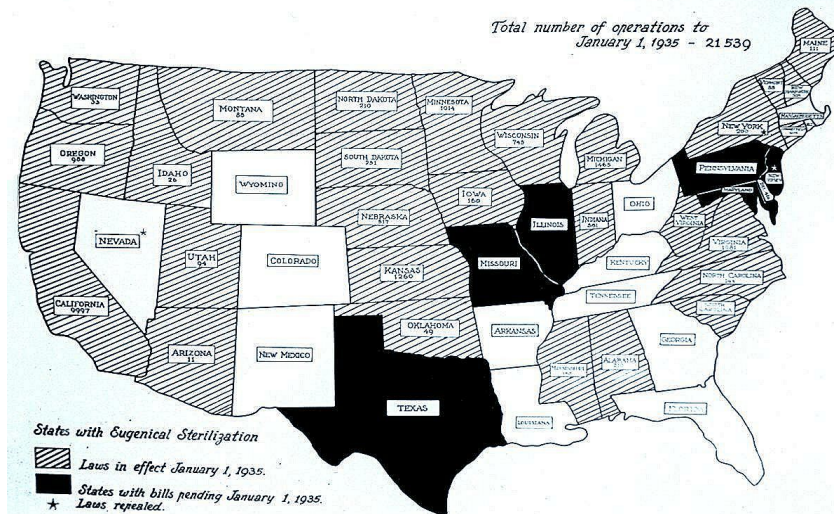 Total number of operations to
January 1, 1935 - 21539
MAINE
111
WASHINGTON
MONTANA
NORTH DAKOTA
210
MINNESOTA
1014
WISCONSIN
NEW YORK
MASSACHUSETTS
OREGON
IDAHO
26
WYOMING
SOUTH DAKOTA
MICHIGAN
1465
PENNSYLVANIA
NEVADA
UTAH
94
COLORADO
NEBRASKA
IOWA
ILLINOIS
INDIANA
OHIO
MARYLAND
WEST
VIRGINIA
VIRGINIA
CALIFORNIA
9997
KANSAS
1260
MISSOURI
KENTUCKY
NORTH CAROLINA
TENNESSEE
SOUTH
CAROLINA
ARIZONA
11
NEW MEXICO
OKLAHOMA
49
ARKANSAS
ALABAMA
GEORGIA
TEXAS
LOUISIANA
FLORIDA
States with Eugenical Sterilization
Laws in effect January 1, 1935.
States with bills pending January 1, 1935.
* Laws repealed.